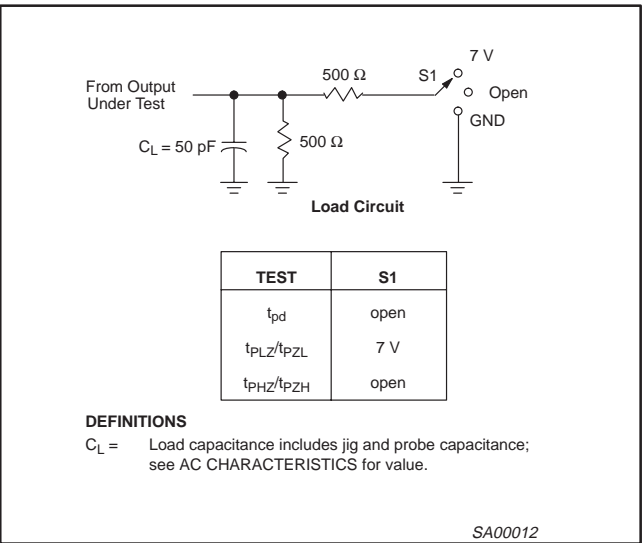 7 V
500 Ω
S1
From Output
Under Test
Open
GND
C_L = 50 pF
500 Ω
Load Circuit
TEST S1
t_pd open
t_PLZ/t_PZL 7 V
t_PHZ/t_PZH open
DEFINITIONS
C_L = Load capacitance includes jig and probe capacitance;
see AC CHARACTERISTICS for value.
SA00012